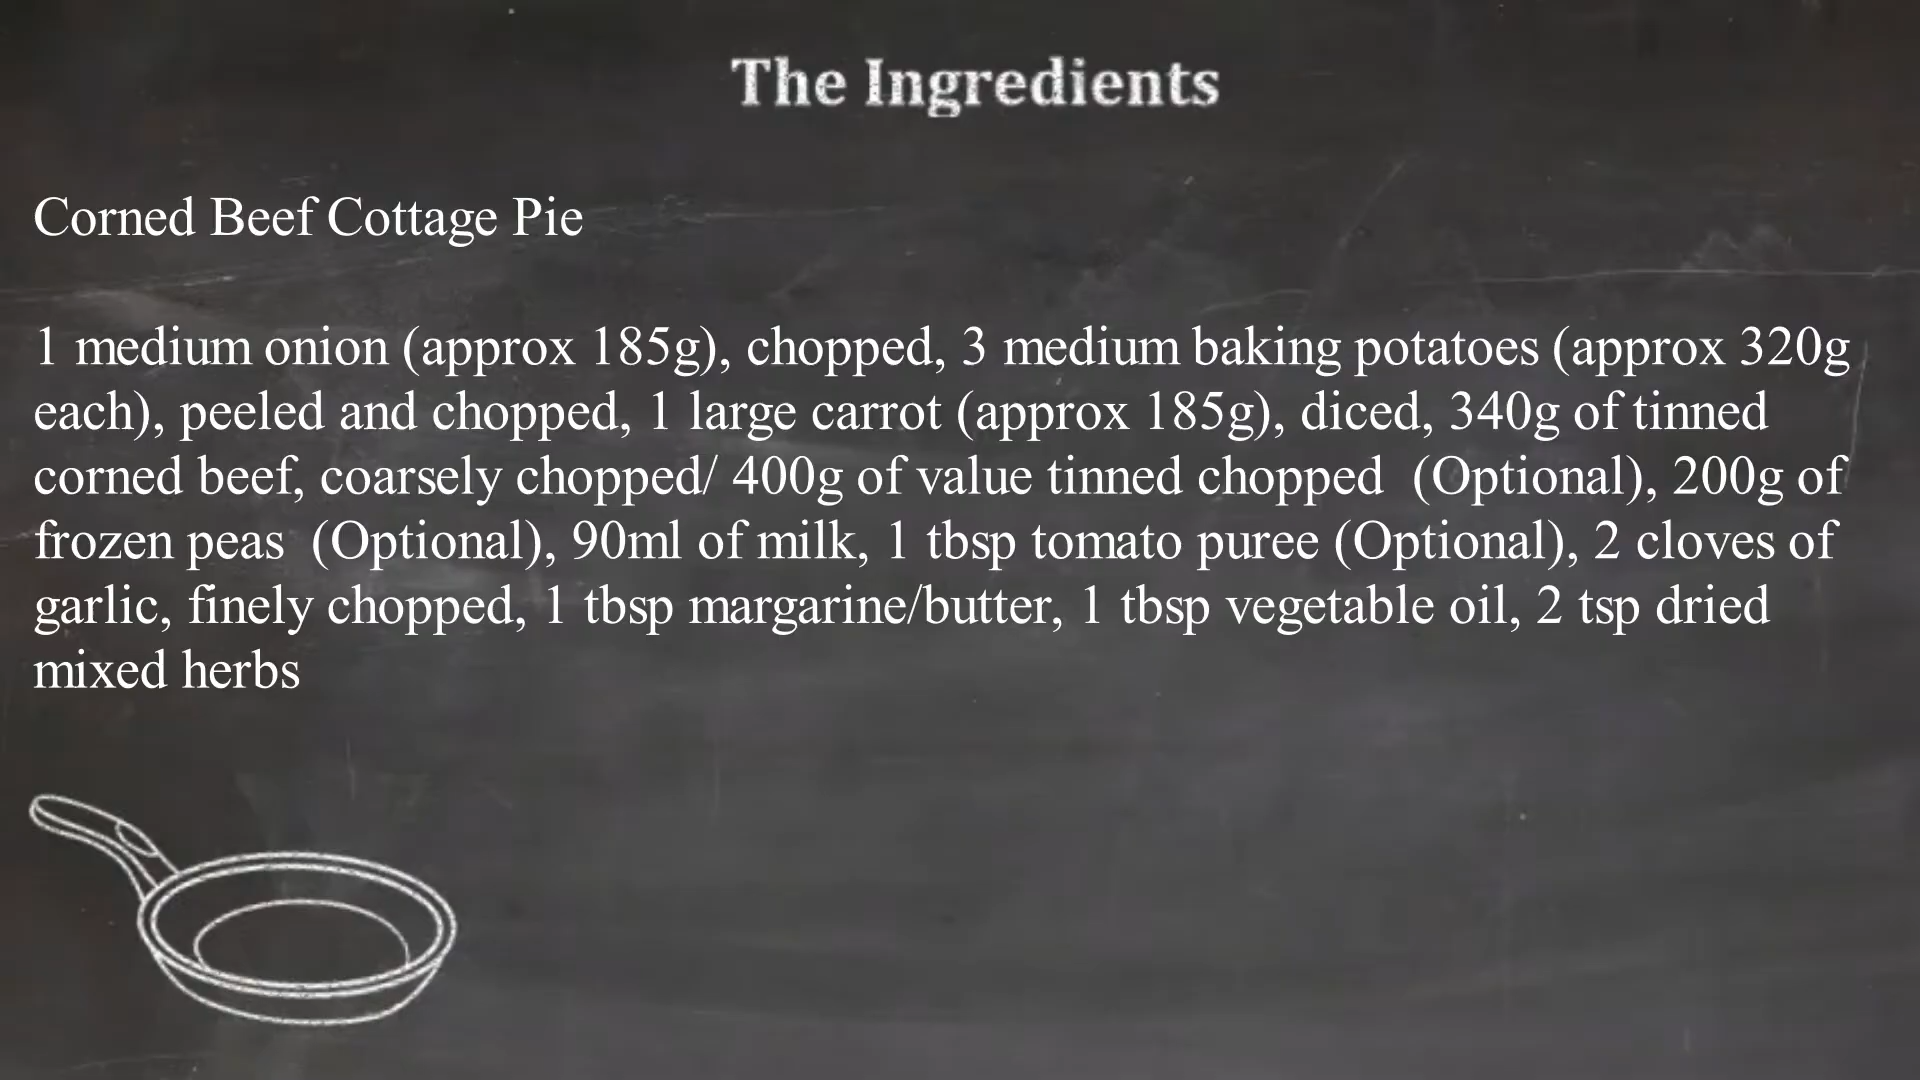 The Ingredients
Corned Beef Cottage Pie
1 medium onion (approx 185g), chopped, 3 medium baking potatoes (approx 320g
each), peeled and chopped, 1 large carrot (approx 185g), diced, 340g of tinned
corned beef, coarsely chopped/ 400g of value tinned chopped  (Optional), 200g of
frozen peas  (Optional), 90ml of milk, 1 tbsp tomato puree (Optional), 2 cloves of
garlic, finely chopped, 1 tbsp margarine/butter, 1 tbsp vegetable oil, 2 tsp dried
mixed herbs